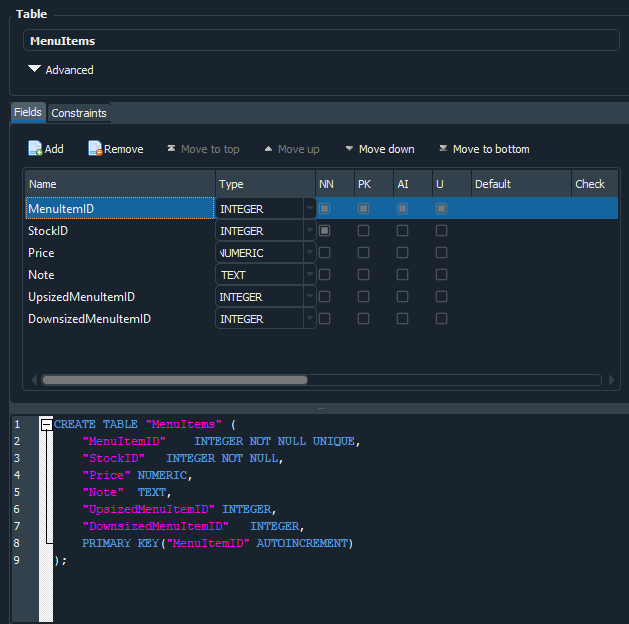 Table
MenuItems
Advanced
Fields Constraints
Add Remove Move to top Move up Move down Move to bottom
Name Type NN PK AI U Default Check
MenuItemID INTEGER
StockID INTEGER
Price NUMERIC
Note TEXT
UpsizedMenuItemID INTEGER
DownsizedMenuItemID INTEGER
1 CREATE TABLE "MenuItems" (
2 "MenuItemID" INTEGER NOT NULL UNIQUE,
3 "StockID" INTEGER NOT NULL,
4 "Price" NUMERIC,
5 "Note" TEXT,
6 "UpsizedMenuItemID" INTEGER,
7 "DownsizedMenuItemID" INTEGER,
8 PRIMARY KEY("MenuItemID" AUTOINCREMENT)
9 );